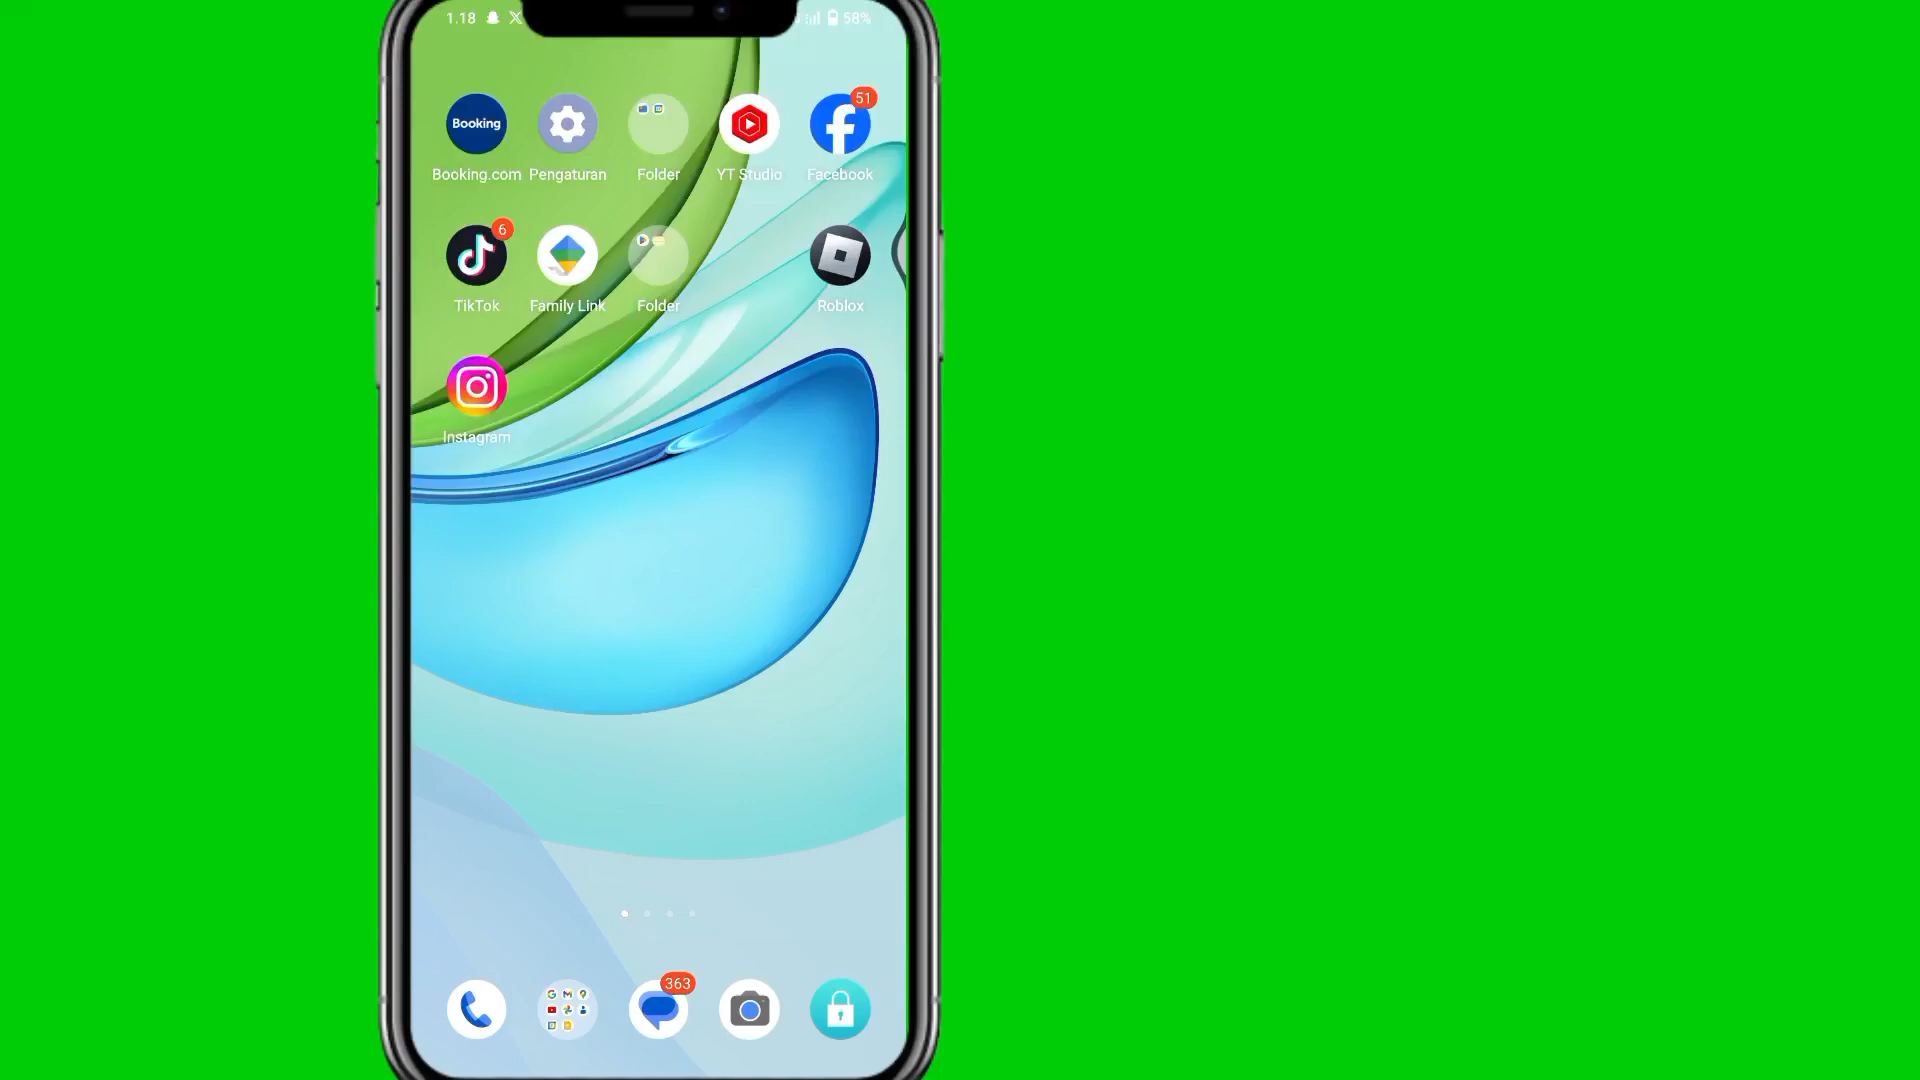 1.18 58%
Booking 51
Booking.com Pengaturan Folder YT Studio Facebook
6
TikTok Family Link Folder Roblox
Instagram
363